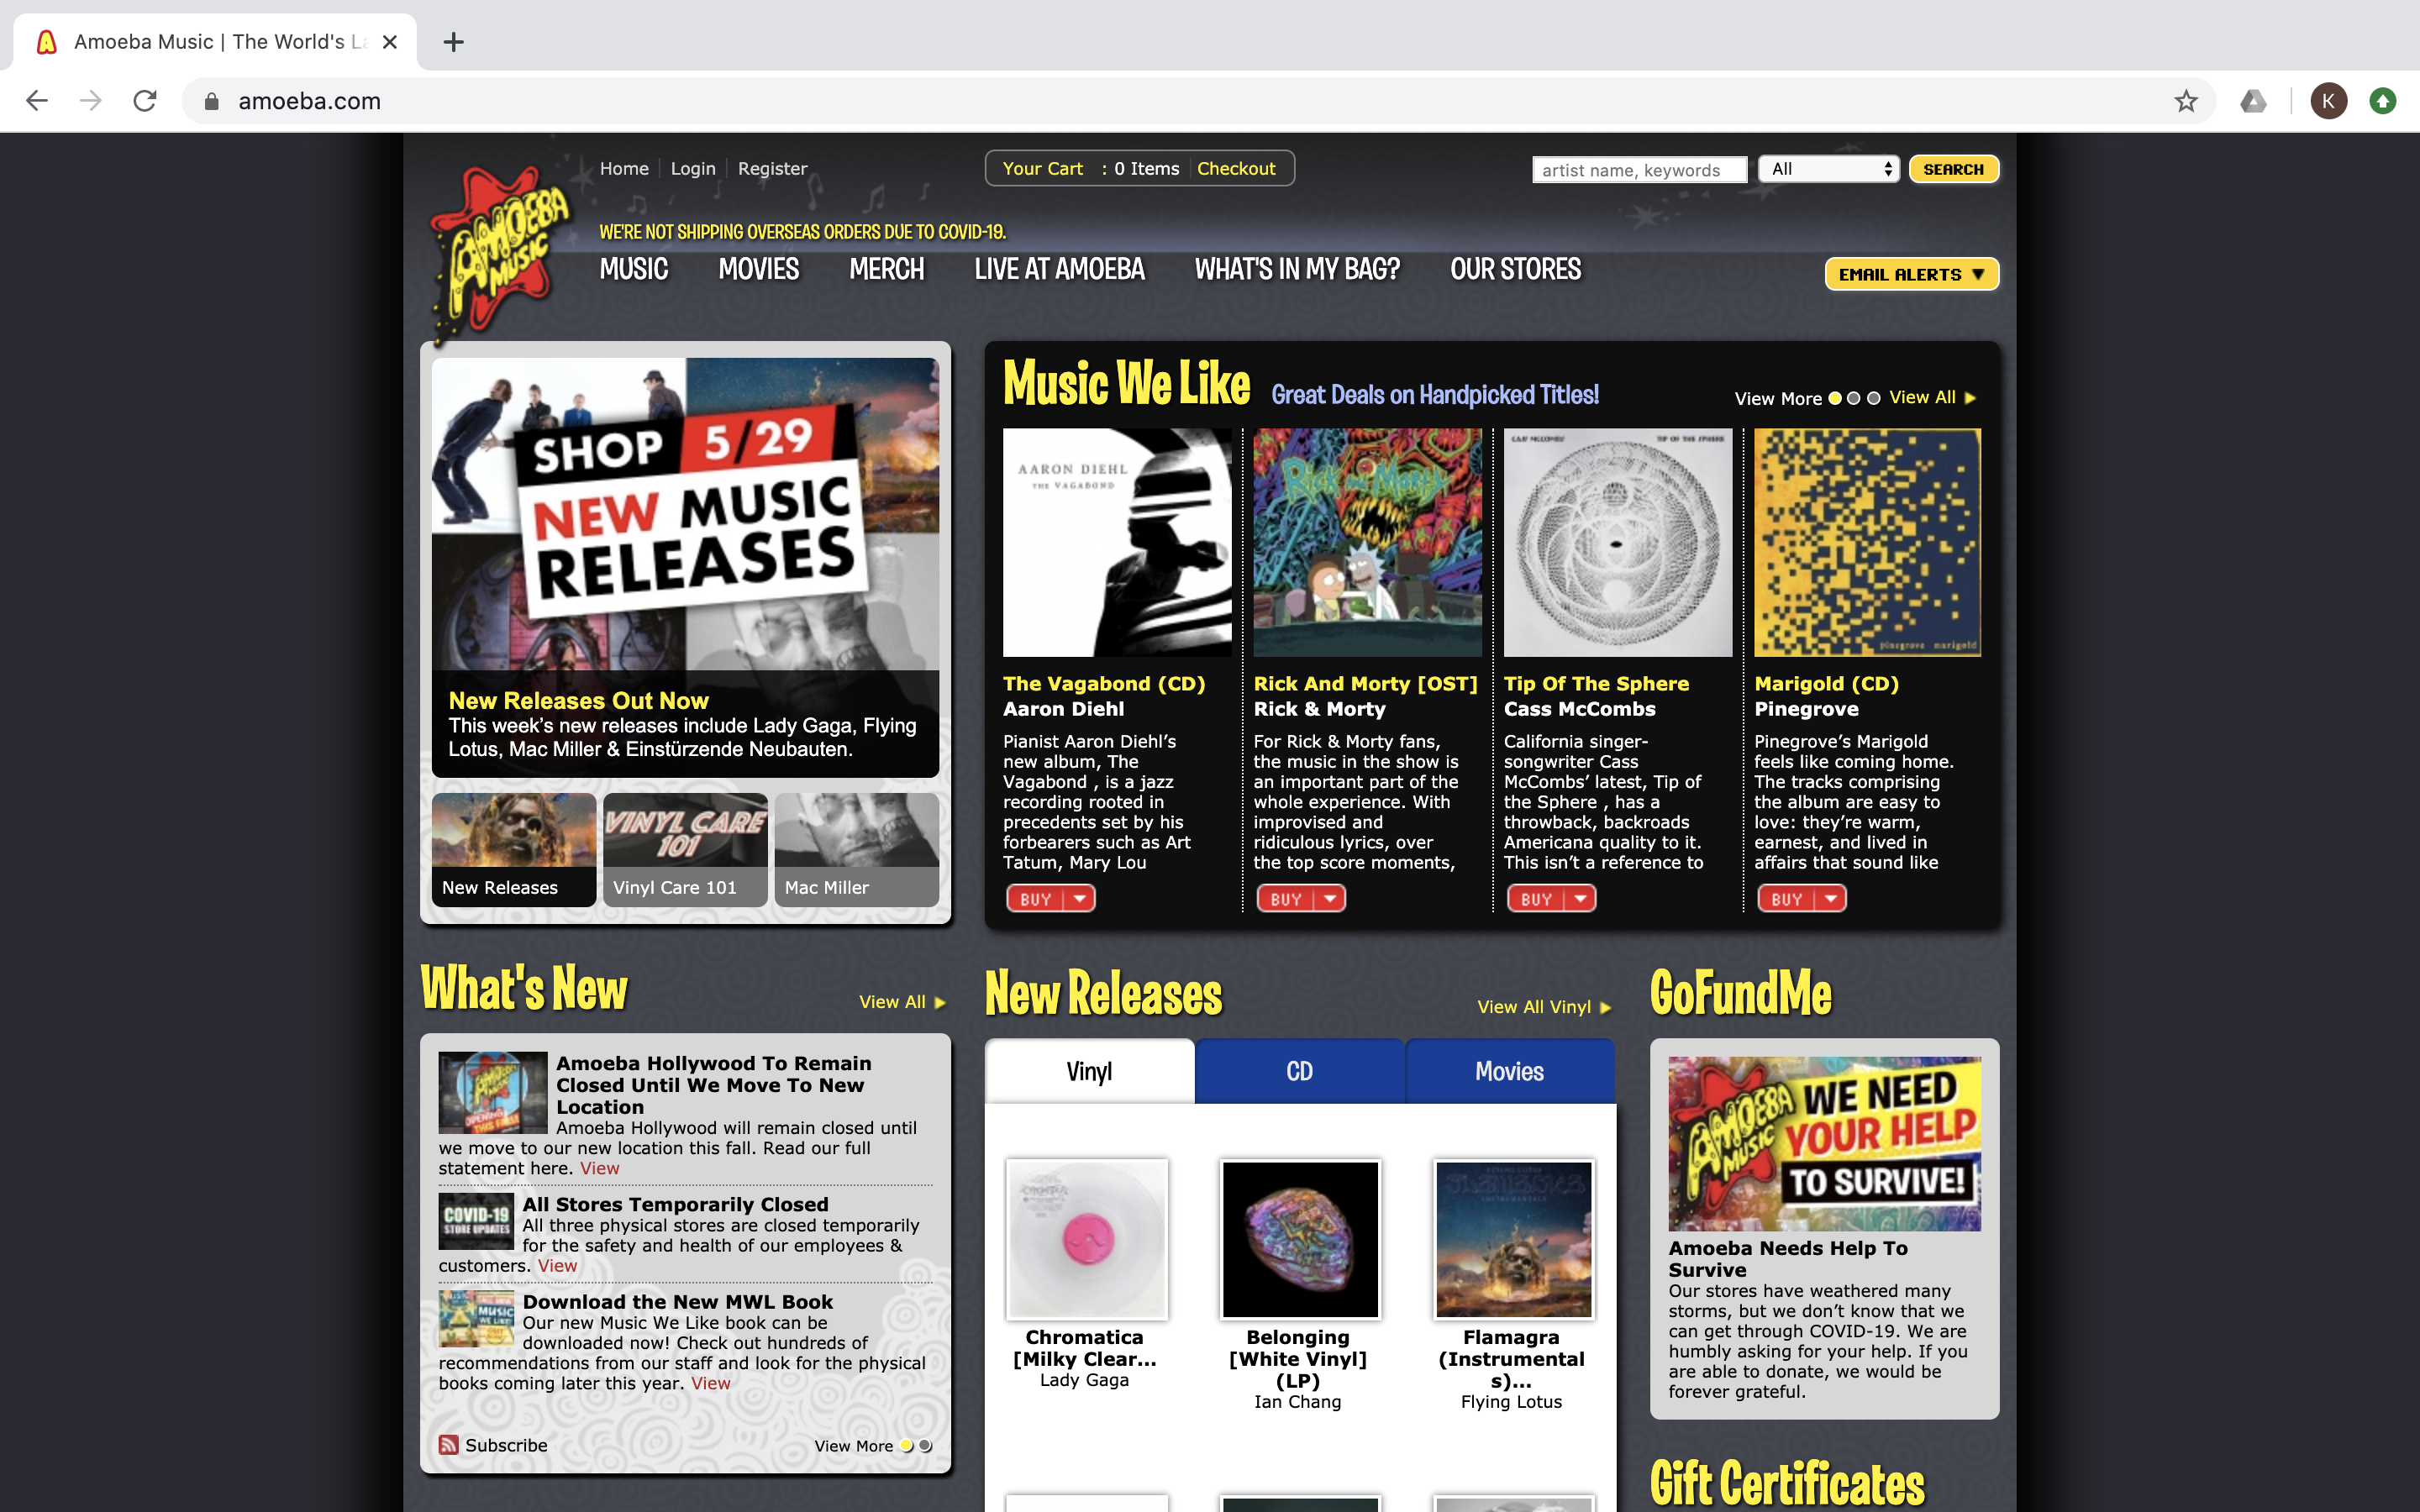 Amoeba Music | The World's La
amoeba.com
K
Home
Login
Register
Your Cart : 0 Items
Checkout
artist name, keywords
All
SEARCH
AMOEBA
MUSIC
WE'RE NOT SHIPPING OVERSEAS ORDERS DUE TO COVID-19.
MUSIC
MOVIES
MERCH
LIVE AT AMOEBA
WHAT'S IN MY BAG?
OUR STORES
EMAIL ALERTS
SHOP 5/29
NEW MUSIC
RELEASES
New Releases Out Now
This week's new releases include Lady Gaga, Flying
Lotus, Mac Miller & Einstürzende Neubauten.
New Releases
VINYL CARE
101
Vinyl Care 101
Mac Miller
Music We Like
Great Deals on Handpicked Titles!
View More
View All
AARON DIEHL
THE VAGABOND
The Vagabond (CD)
Aaron Diehl
Pianist Aaron Diehl’s
new album, The
Vagabond , is a jazz
recording rooted in
precedents set by his
forbearers such as Art
Tatum, Mary Lou
BUY
Rick and Morty
Rick And Morty [OST]
Rick & Morty
For Rick & Morty fans,
the music in the show is
an important part of the
whole experience. With
improvised and
ridiculous lyrics, over
the top score moments,
BUY
CASS MCCOMBS
TIP OF THE SPHERE
Tip Of The Sphere
Cass McCombs
California singer-
songwriter Cass
McCombs’ latest, Tip of
the Sphere , has a
throwback, backroads
Americana quality to it.
This isn’t a reference to
BUY
pinegrove marigold
Marigold (CD)
Pinegrove
Pinegrove’s Marigold
feels like coming home.
The tracks comprising
the album are easy to
love: they’re warm,
earnest, and lived in
affairs that sound like
BUY
What's New
View All
Amoeba Hollywood To Remain
Closed Until We Move To New
Location
Amoeba Hollywood will remain closed until
we move to our new location this fall. Read our full
statement here. View
COVID-19
STORE UPDATES
All Stores Temporarily Closed
All three physical stores are closed temporarily
for the safety and health of our employees &
customers. View
MUSIC
WE LIKE
Download the New MWL Book
Our new Music We Like book can be
downloaded now! Check out hundreds of
recommendations from our staff and look for the physical
books coming later this year. View
Subscribe
View More
New Releases
View All Vinyl
Vinyl
CD
Movies
Chromatica
[Milky Clear...
Lady Gaga
Belonging
[White Vinyl]
(LP)
Ian Chang
Flamagra
(Instrumental
s)...
Flying Lotus
GoFundMe
AMOEBA
MUSIC
WE NEED
YOUR HELP
TO SURVIVE!
Amoeba Needs Help To
Survive
Our stores have weathered many
storms, but we don’t know that we
can get through COVID-19. We are
humbly asking for your help. If you
are able to donate, we would be
forever grateful.
Gift Certificates